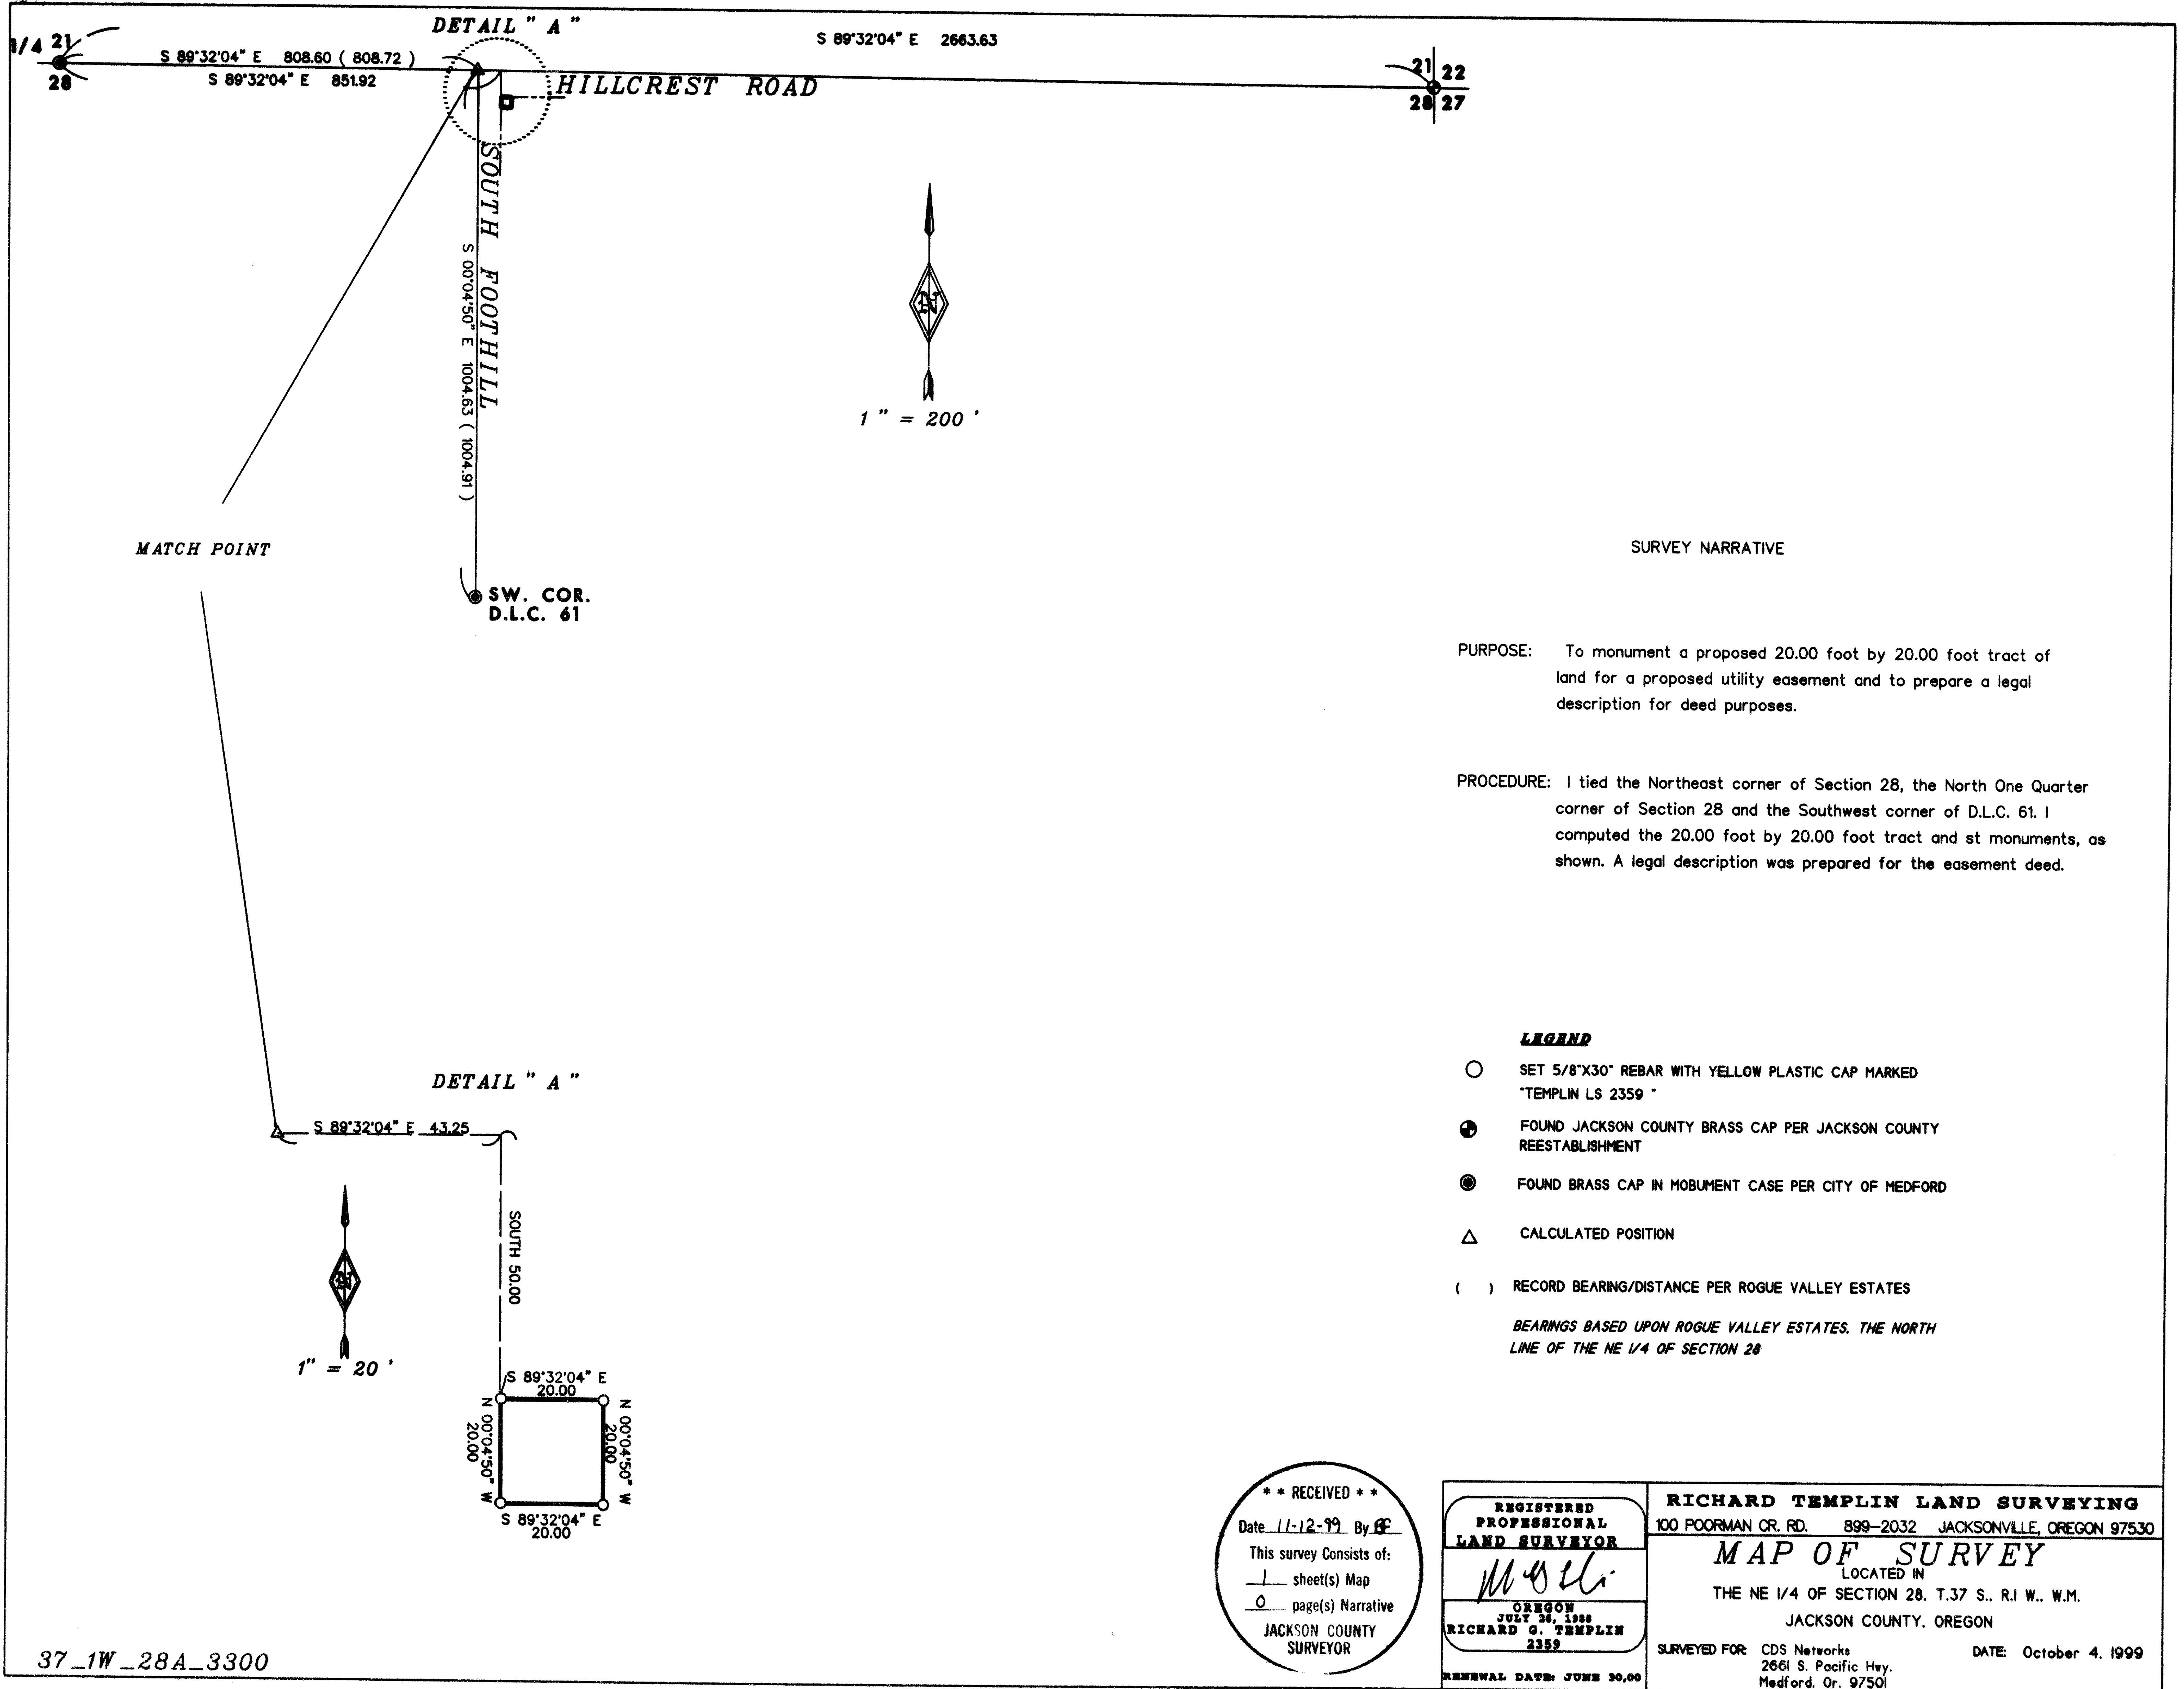 DETAIL " A "
1/4 21
28
S 89°32'04" E 808.60 ( 808.72 )
S 89°32'04" E 851.92
S 89°32'04" E 2663.63
HILLCREST ROAD
21 22
28 27
SOUTH FOOTHILL
S 00°04'50" E 1004.63 ( 1004.91 )
N
1 " = 200 '
MATCH POINT
SW. COR.
D.L.C. 61
SURVEY NARRATIVE
PURPOSE: To monument a proposed 20.00 foot by 20.00 foot tract of
land for a proposed utility easement and to prepare a legal
description for deed purposes.
PROCEDURE: I tied the Northeast corner of Section 28, the North One Quarter
corner of Section 28 and the Southwest corner of D.L.C. 61. I
computed the 20.00 foot by 20.00 foot tract and st monuments, as
shown. A legal description was prepared for the easement deed.
LEGEND
SET 5/8"X30" REBAR WITH YELLOW PLASTIC CAP MARKED
"TEMPLIN LS 2359 "
FOUND JACKSON COUNTY BRASS CAP PER JACKSON COUNTY
REESTABLISHMENT
FOUND BRASS CAP IN MOBUMENT CASE PER CITY OF MEDFORD
CALCULATED POSITION
( ) RECORD BEARING/DISTANCE PER ROGUE VALLEY ESTATES
BEARINGS BASED UPON ROGUE VALLEY ESTATES. THE NORTH
LINE OF THE NE 1/4 OF SECTION 28
DETAIL " A "
S 89°32'04" E 43.25
SOUTH 50.00
N
1" = 20 '
S 89°32'04" E
20.00
N 00°04'50" W
20.00
N 00°04'50" W
20.00
S 89°32'04" E
20.00
* * RECEIVED * *
Date 11-12-99 By
This survey Consists of:
1 sheet(s) Map
0 page(s) Narrative
JACKSON COUNTY
SURVEYOR
REGISTERED
PROFESSIONAL
LAND SURVEYOR
OREGON
JULY 26, 1988
RICHARD G. TEMPLIN
2359
RENEWAL DATE: JUNE 30,00
RICHARD TEMPLIN LAND SURVEYING
100 POORMAN CR. RD. 899-2032 JACKSONVILLE, OREGON 97530
MAP OF SURVEY
LOCATED IN
THE NE 1/4 OF SECTION 28. T.37 S.. R.1 W.. W.M.
JACKSON COUNTY. OREGON
SURVEYED FOR: CDS Networks
2661 S. Pacific Hwy.
Medford. Or. 97501
DATE: October 4. 1999
37_1W_28A_3300